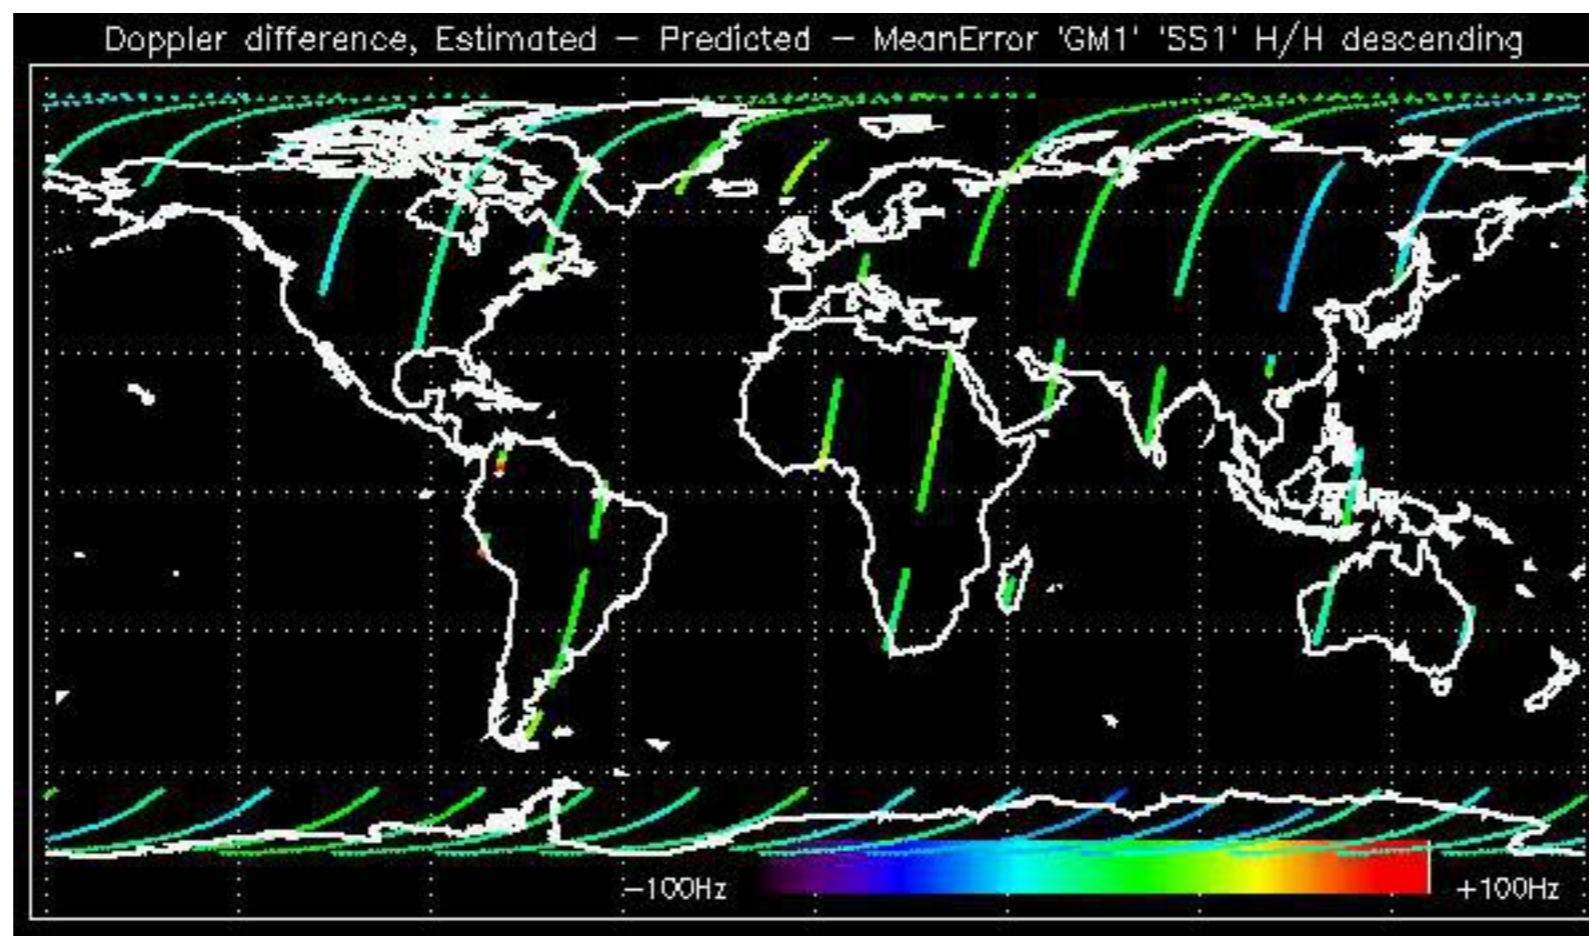 Doppler difference, Estimated – Predicted – MeanError 'GM1' 'SS1' H/H descending
-100Hz
+100Hz